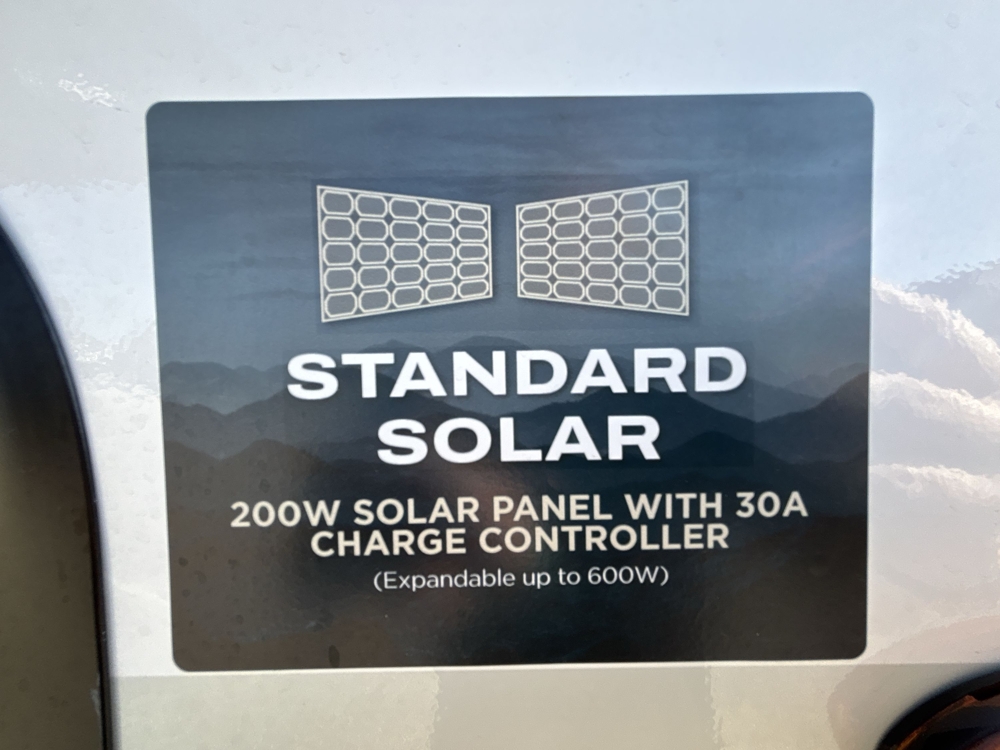 STANDARD
SOLAR
200W SOLAR PANEL WITH 30A
CHARGE CONTROLLER
(Expandable up to 600W)